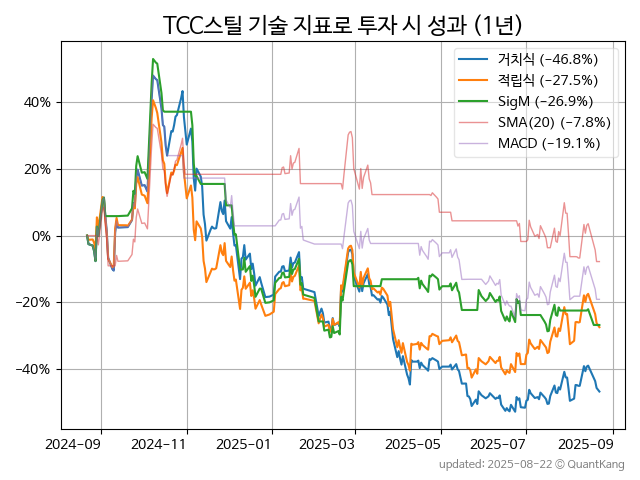 TCC스틸 기술 지표로 투자 시 성과 (1년)
거치식 (-46.8%)
적립식 (-27.5%)
SigM (-26.9%)
SMA(20) (-7.8%)
MACD (-19.1%)
40%
20%
0%
-20%
-40%
2024-09 2024-11 2025-01 2025-03 2025-05 2025-07 2025-09
updated: 2025-08-22 © QuantKang